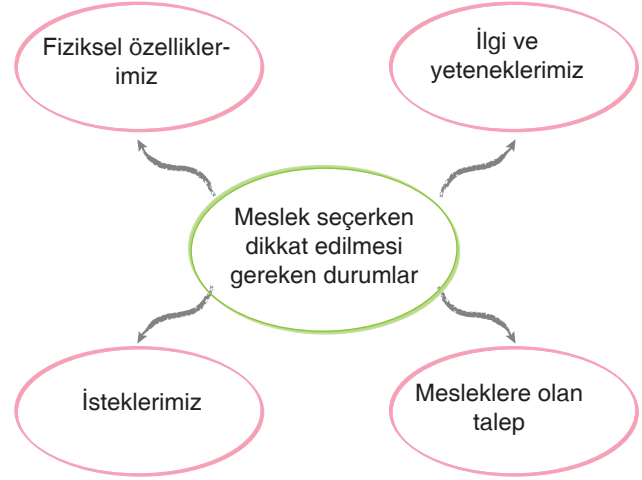 Fiziksel özellikler-
imiz
İlgi ve
yeteneklerimiz
Meslek seçerken
dikkat edilmesi
gereken durumlar
İsteklerimiz
Mesleklere olan
talep